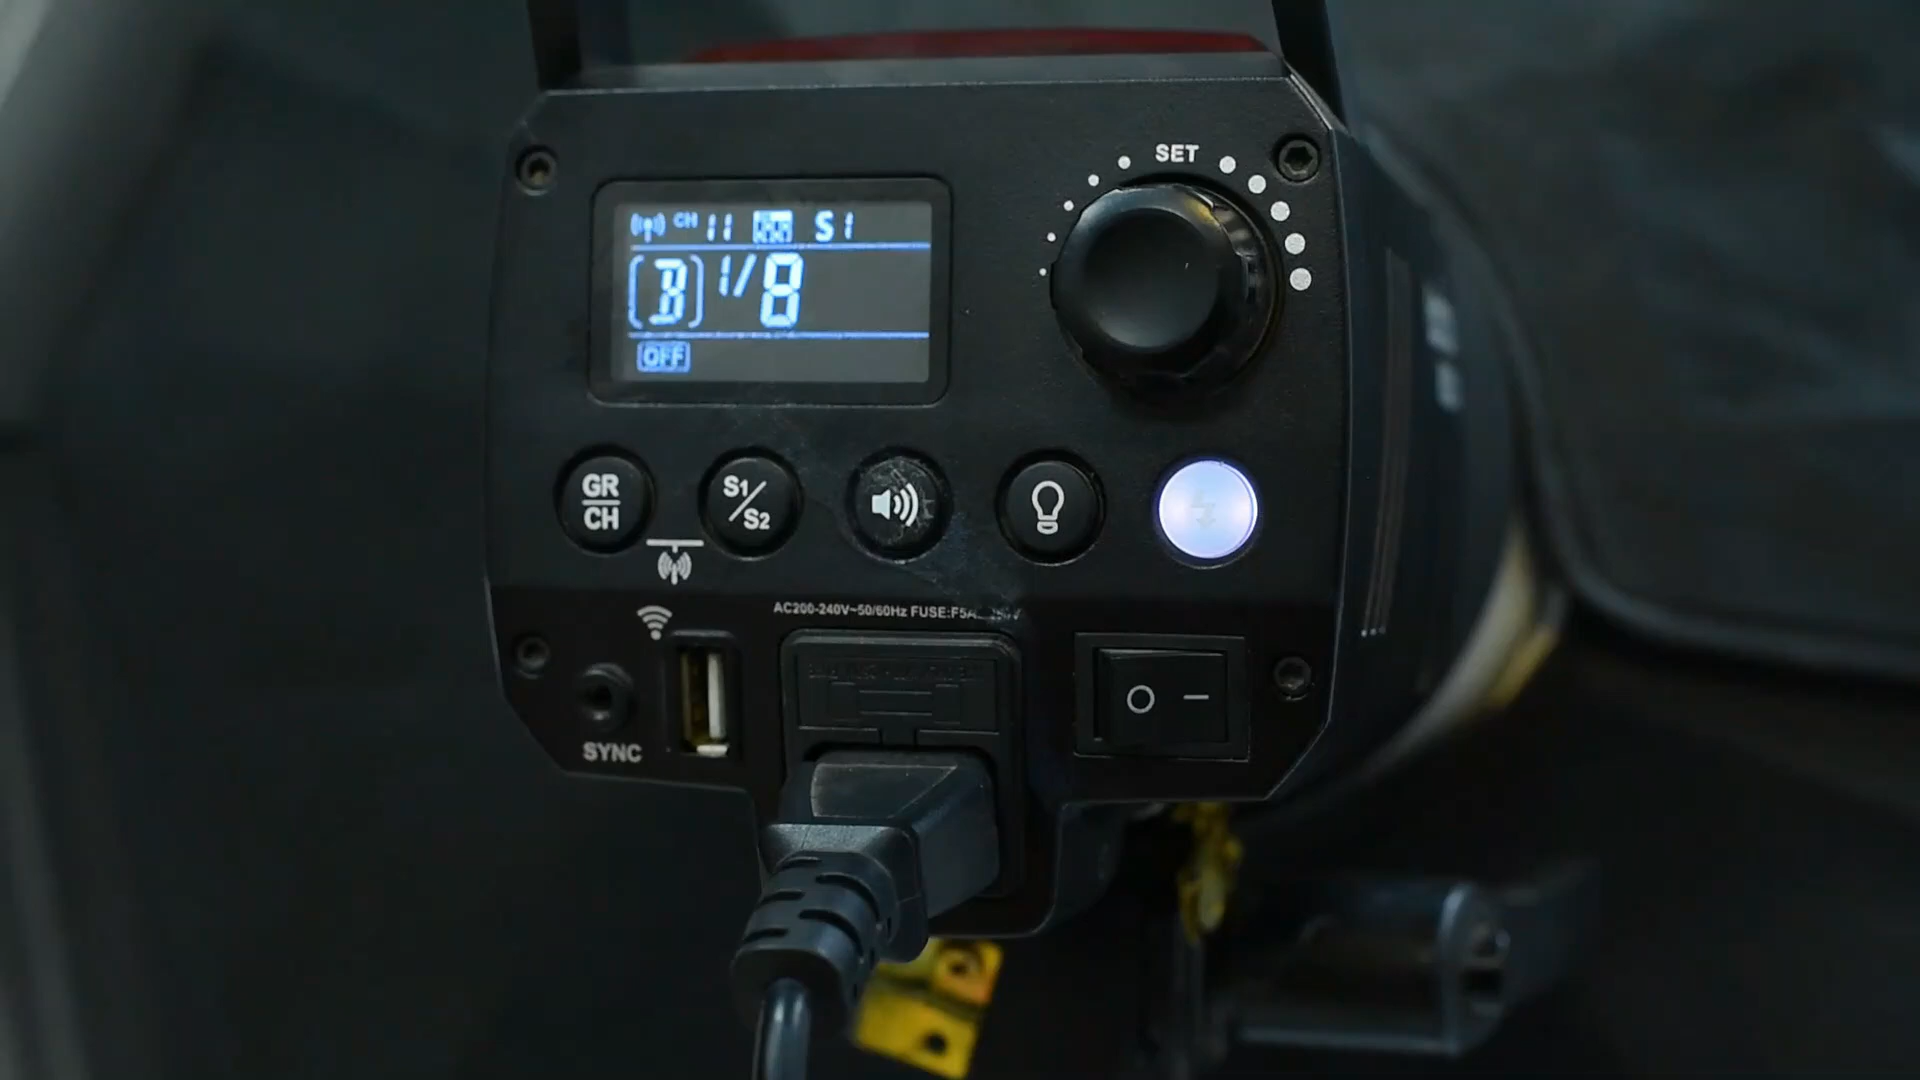 CH 11 S1
[B] 1/8
OFF
SET
GR
CH
S1/S2
AC200-240V~50/60Hz FUSE:F5A
SYNC